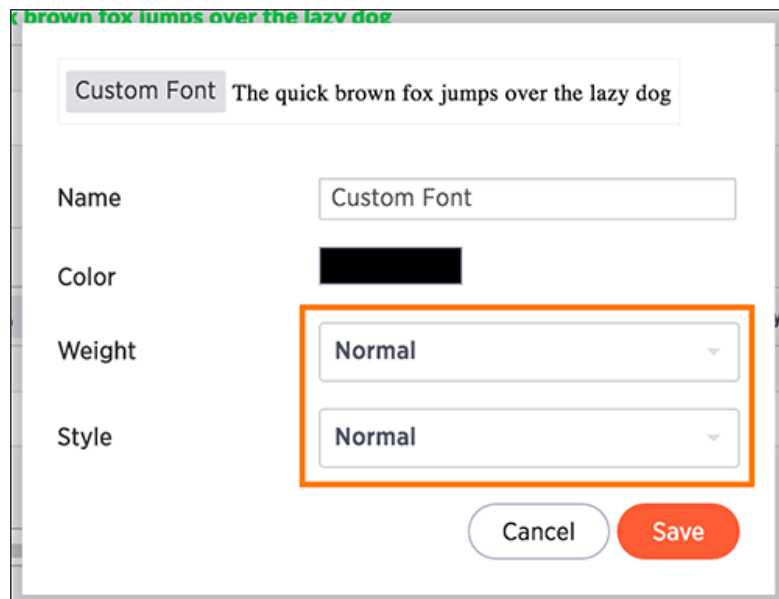 k brown fox jumps over the lazy dog
Custom Font The quick brown fox jumps over the lazy dog
Name Custom Font
Color
Weight Normal
Style Normal
Cancel Save